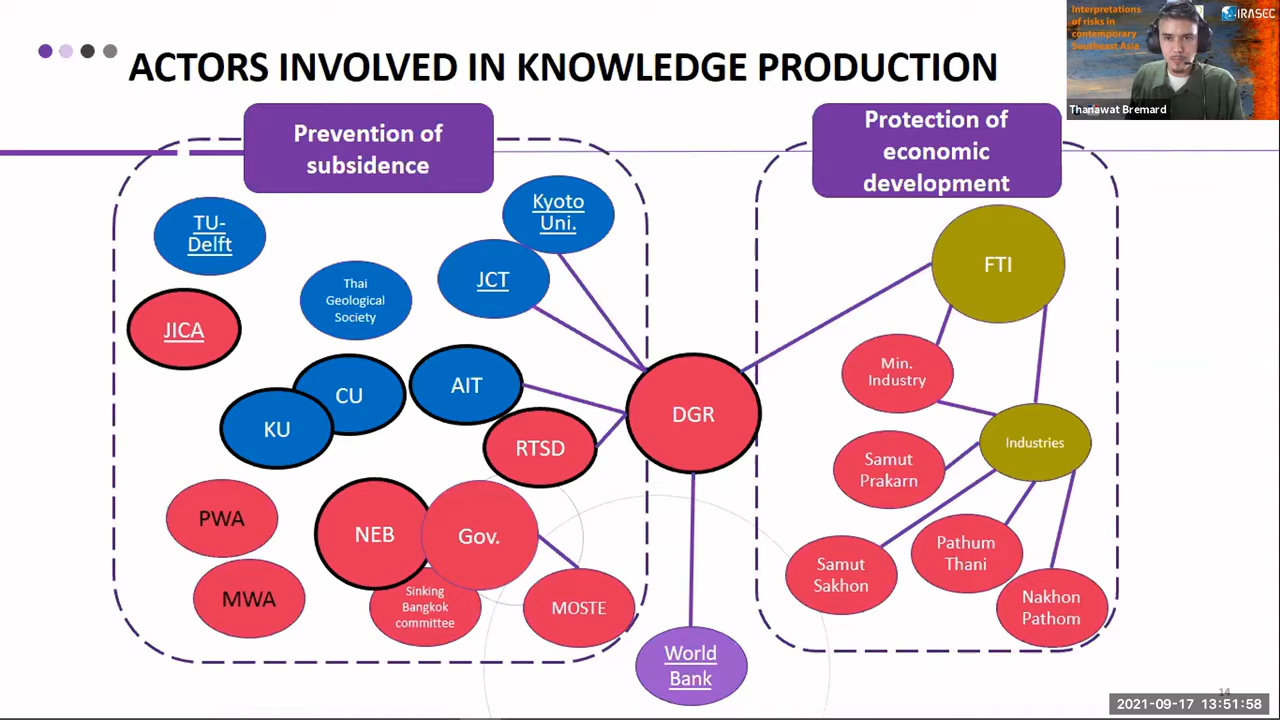 ACTORS INVOLVED IN KNOWLEDGE PRODUCTION
Interpretations
of risks in
contemporary
Southeast Asia
IRASEC
Thanawat Bremard
Prevention of
subsidence
Protection of
economic
development
TU-
Delft
Kyoto
Uni.
JCT
Thai
Geological
Society
JICA
CU
KU
AIT
RTSD
DGR
PWA
MWA
NEB
Gov.
Sinking
Bangkok
committee
MOSTE
World
Bank
FTI
Min.
Industry
Industries
Samut
Prakarn
Samut
Sakhon
Pathum
Thani
Nakhon
Pathom
14
2021-09-17 13:51:58